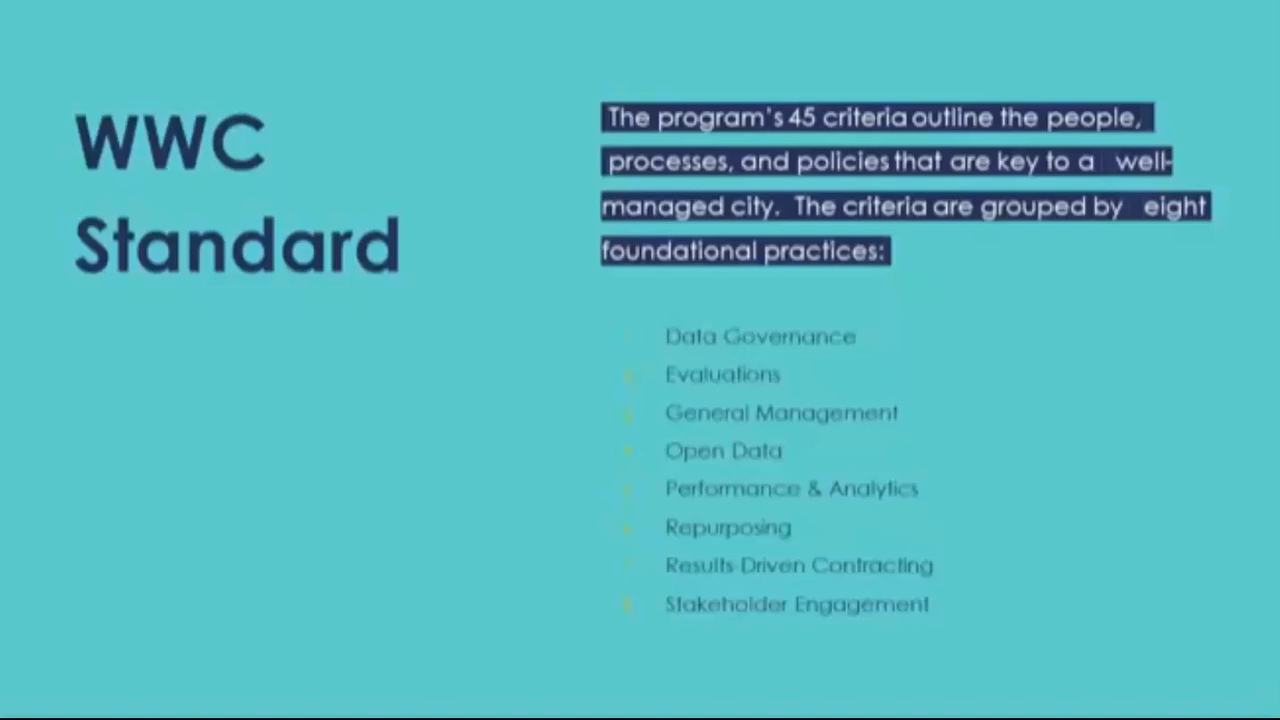 WWC
Standard
The program's 45 criteria outline the people,
processes, and policies that are key to a well-
managed city. The criteria are grouped by eight
foundational practices:
Data Governance
Evaluations
General Management
Open Data
Performance & Analytics
Repurposing
Results Driven Contracting
Stakeholder Engagement